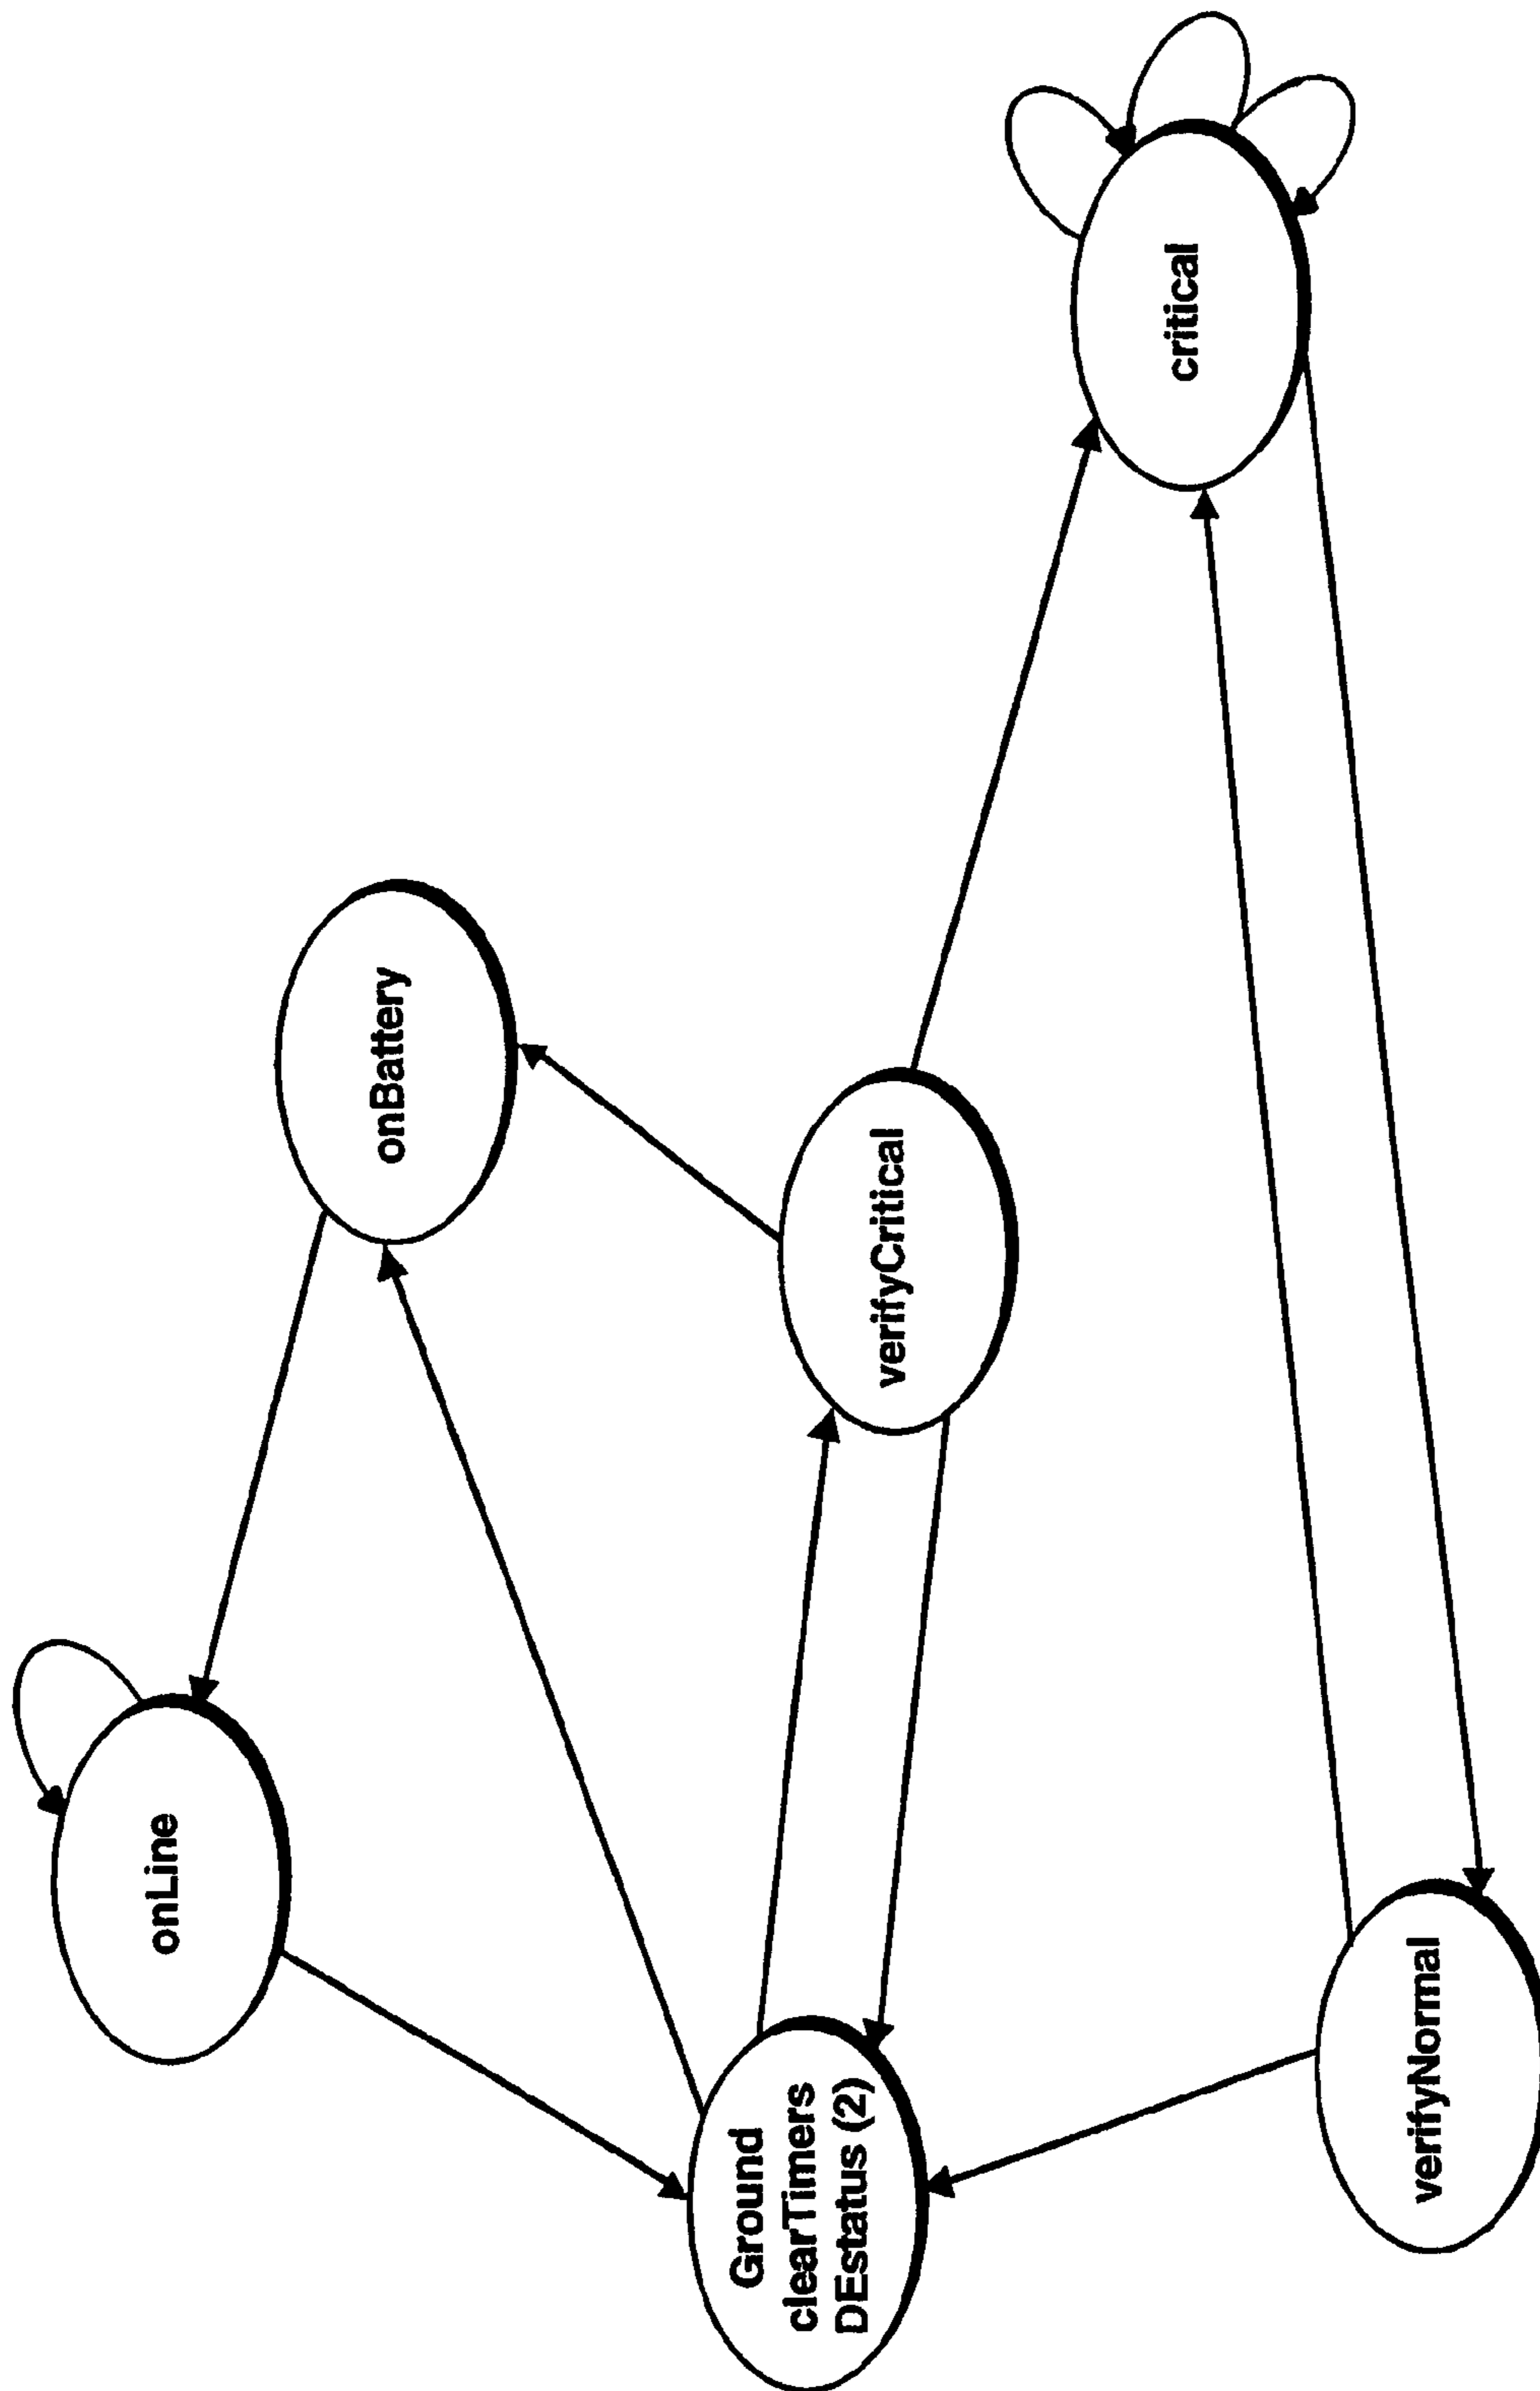 onLine
onBattery
Ground
clearTimers
DEstatus (2)
verifyCritical
critical
verifyNormal